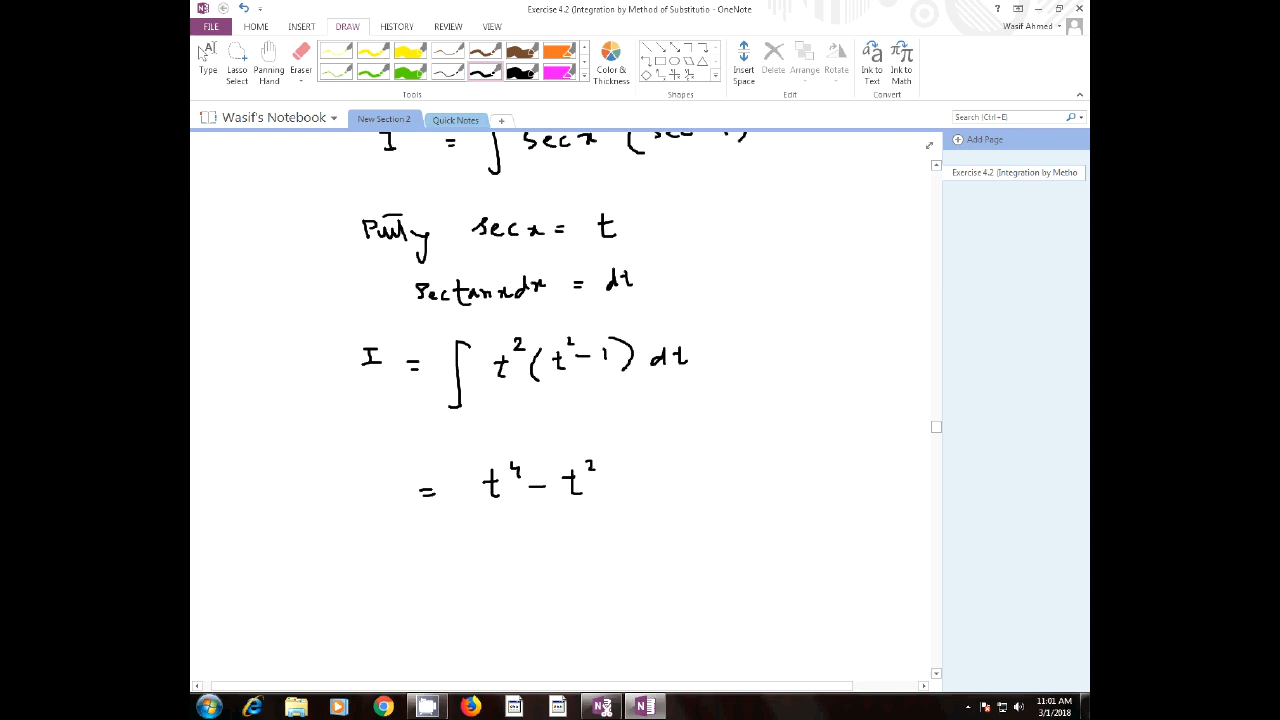 Exercise 4.2 (Integration by Method of Substitutio - OneNote
FILE HOME INSERT DRAW HISTORY REVIEW VIEW
Wasif Ahmed
Type Lasso Select Panning Hand Eraser Color & Thickness Insert Space Delete Arrange Rotate Ink to Text Ink to Math
Tools Shapes Edit Convert
Wasif's Notebook New Section 2 Quick Notes
Search (Ctrl+E)
Add Page
Exercise 4.2 (Integration by Metho
I = ∫ sec x
sec x = t
sec tanx dx = dt
I = ∫ t² (t² - 1) dt
= t⁴ - t²
11:01 AM
3/1/2018